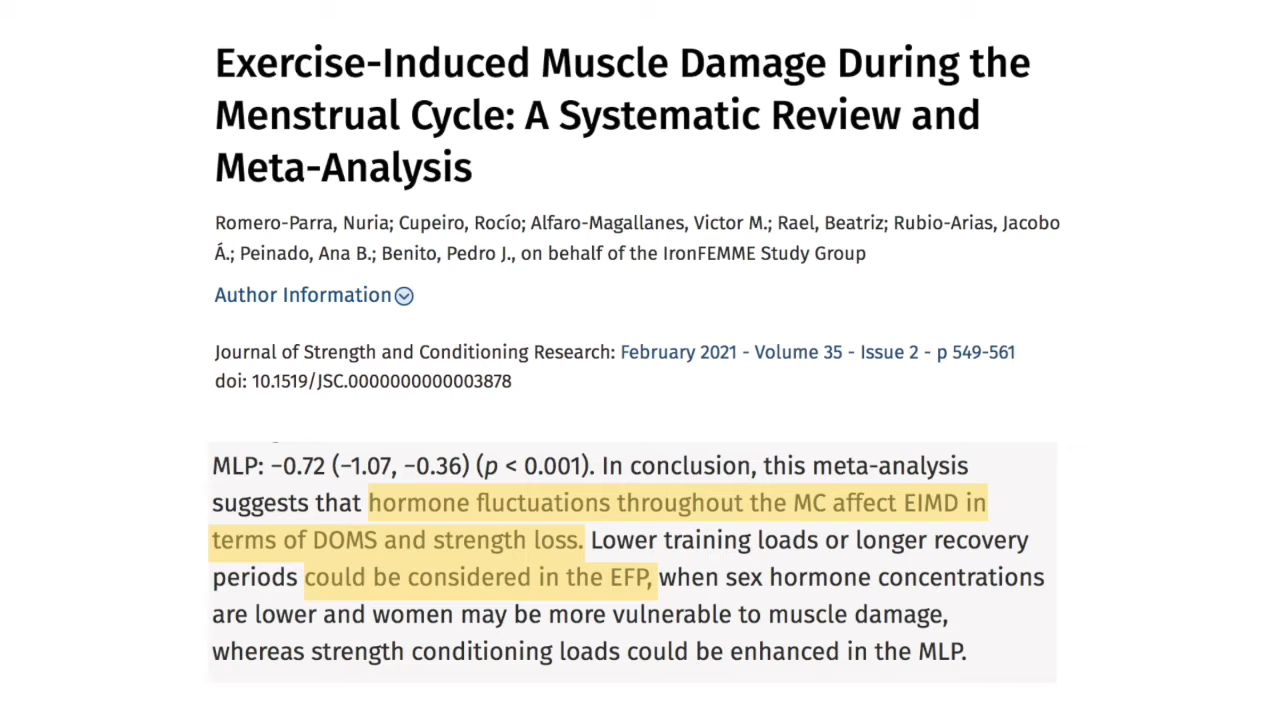 Exercise-Induced Muscle Damage During the
Menstrual Cycle: A Systematic Review and
Meta-Analysis
Romero-Parra, Nuria; Cupeiro, Rocío; Alfaro-Magallanes, Victor M.; Rael, Beatriz; Rubio-Arias, Jacobo
Á.; Peinado, Ana B.; Benito, Pedro J., on behalf of the IronFEMME Study Group
Author Information
Journal of Strength and Conditioning Research: February 2021 - Volume 35 - Issue 2 - p 549-561
doi: 10.1519/JSC.0000000000003878
MLP: −0.72 (−1.07, −0.36) (p < 0.001). In conclusion, this meta-analysis
suggests that hormone fluctuations throughout the MC affect EIMD in
terms of DOMS and strength loss. Lower training loads or longer recovery
periods could be considered in the EFP, when sex hormone concentrations
are lower and women may be more vulnerable to muscle damage,
whereas strength conditioning loads could be enhanced in the MLP.